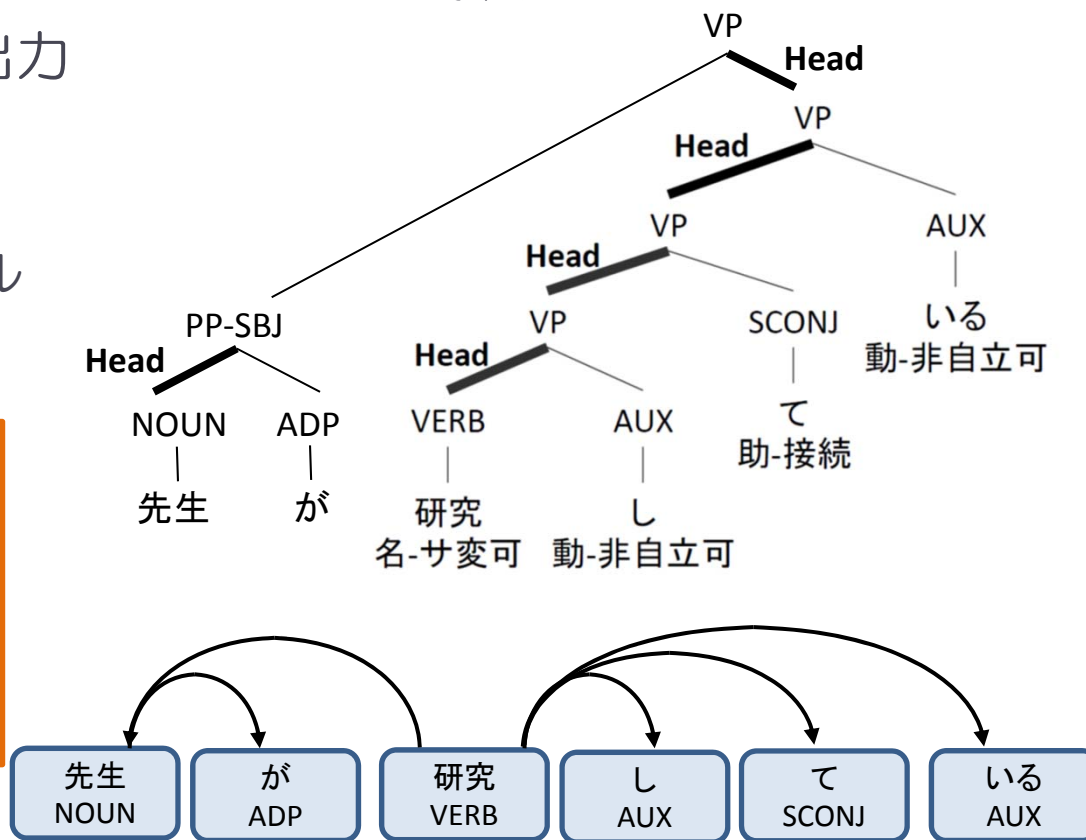 出力
VP
Head
VP
Head
ル
VP
AUX
Head
いる
動-非自立可
PP-SBJ
VP
SCONJ
Head
Head
て
助-接続
NOUN
ADP
VERB
AUX
先生
が
研究
名-サ変可
し
動-非自立可
先生
NOUN
が
ADP
研究
VERB
し
AUX
て
SCONJ
いる
AUX